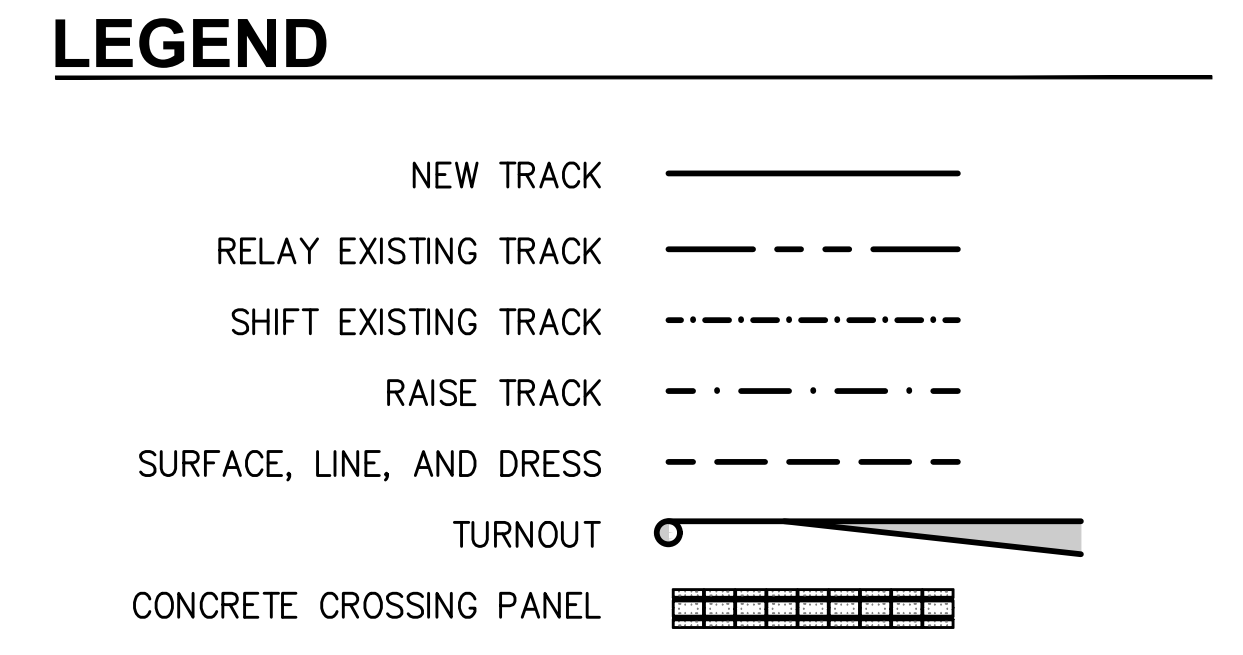 LEGEND
NEW TRACK
RELAY EXISTING TRACK
SHIFT EXISTING TRACK
RAISE TRACK
SURFACE, LINE, AND DRESS
TURNOUT
CONCRETE CROSSING PANEL